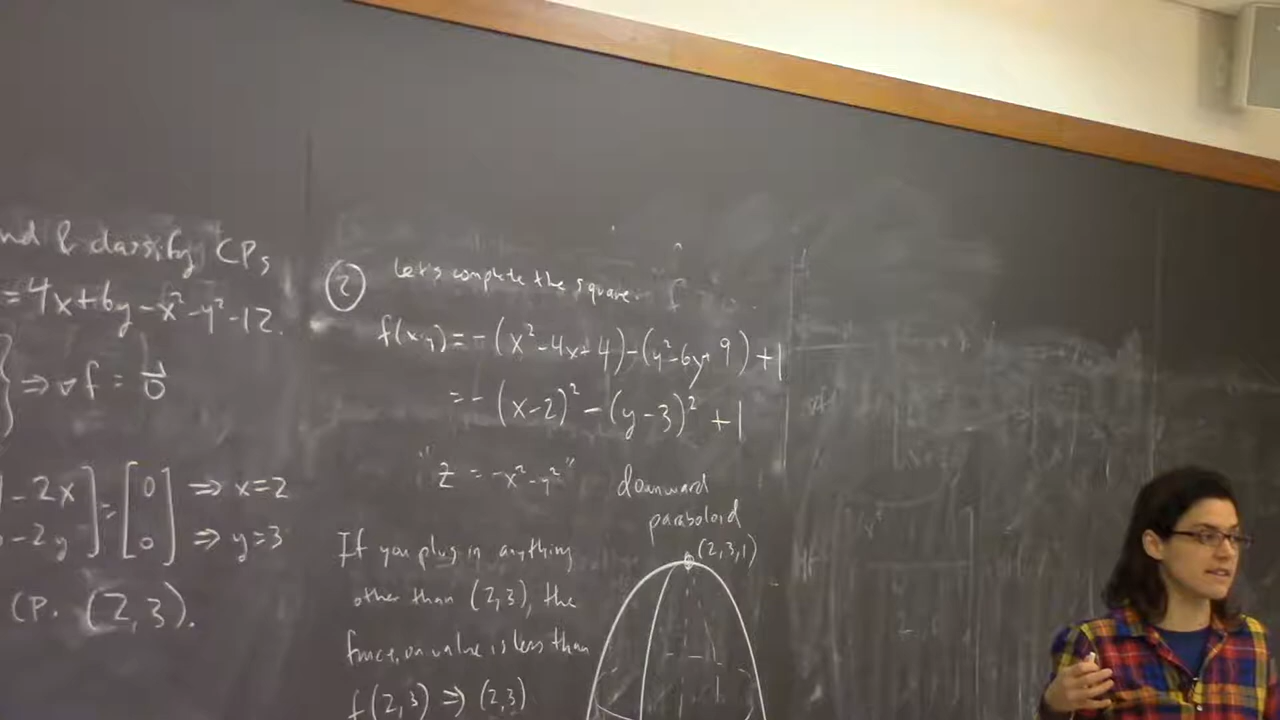 nd & classify CPs
= 4x+6y-x²-y²-12.
} ⇒ ∇f = 0⃗
- 2x ] = [ 0 ] ⇒ x=2
-2y ] [ 0 ] ⇒ y=3
CP. (2,3).
② Let's complete the square.
f(x,y) = -(x²-4x+4)-(y²-6y+9)+1
= -(x-2)²-(y-3)²+1
"z = -x²-y²"
downward
paraboloid
(2,3,1)
If you plug in anything
other than (2,3), the
function value is less than
f(2,3) ⇒ (2,3)